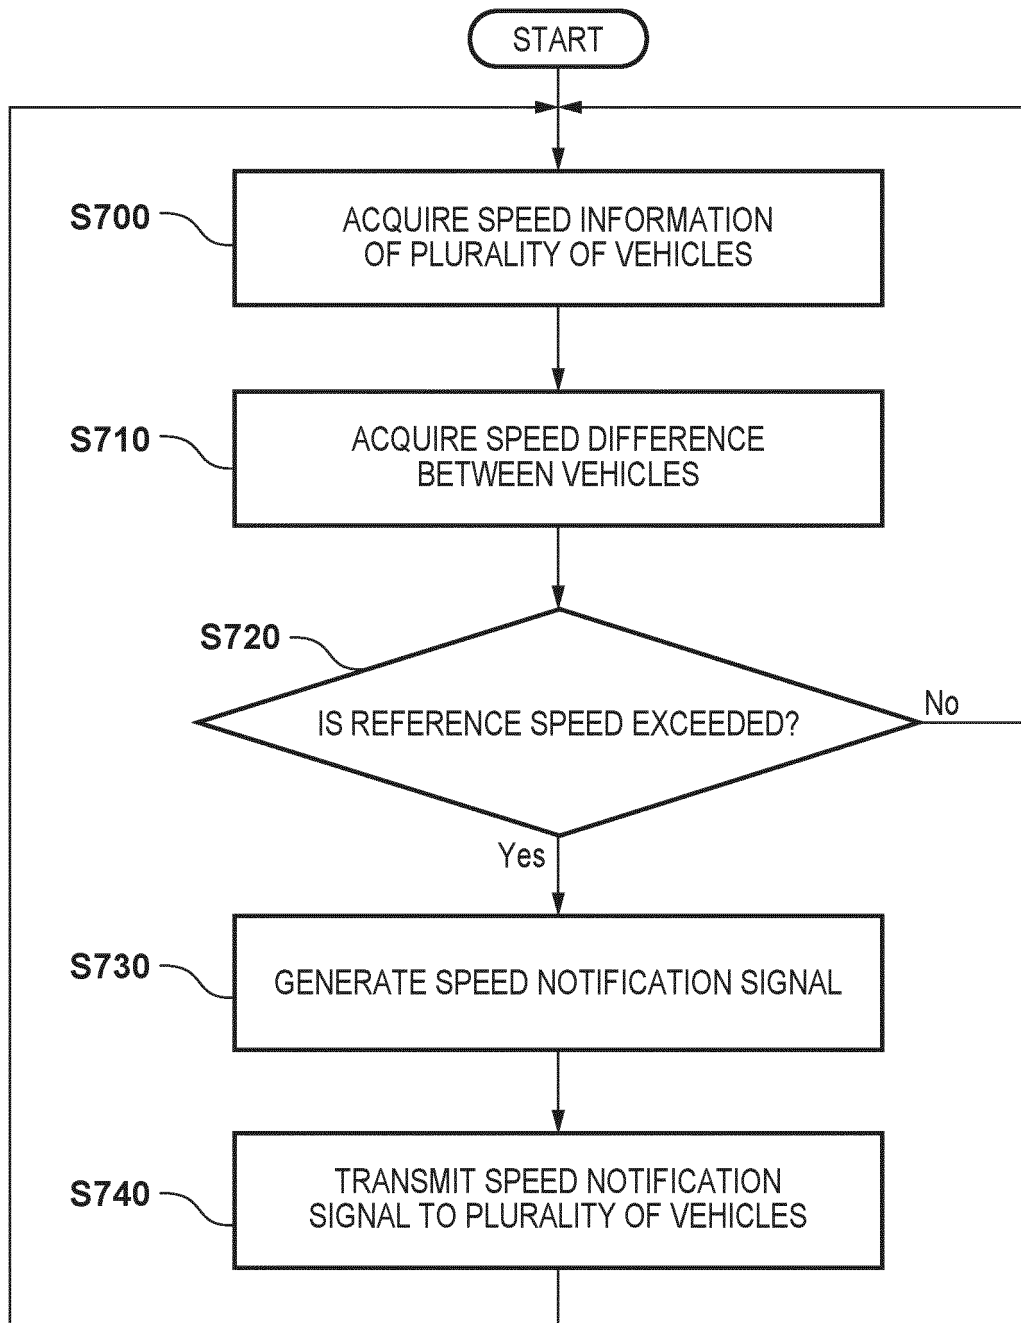 START
S700
ACQUIRE SPEED INFORMATION
OF PLURALITY OF VEHICLES
S710
ACQUIRE SPEED DIFFERENCE
BETWEEN VEHICLES
S720
IS REFERENCE SPEED EXCEEDED?
No
Yes
S730
GENERATE SPEED NOTIFICATION SIGNAL
S740
TRANSMIT SPEED NOTIFICATION
SIGNAL TO PLURALITY OF VEHICLES